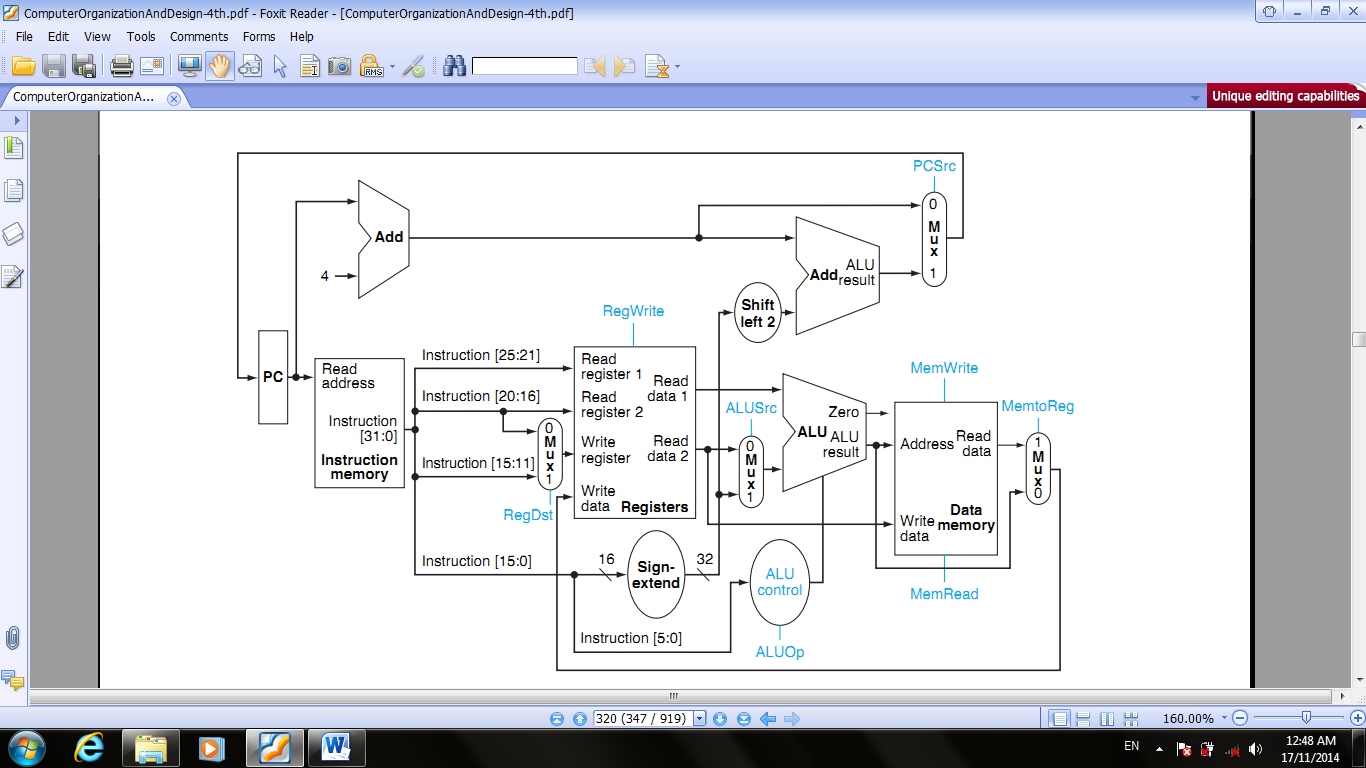 ComputerOrganizationAndDesign-4th.pdf - Foxit Reader - [ComputerOrganizationAndDesign-4th.pdf]
File Edit View Tools Comments Forms Help
RMS
ComputerOrganizationA...
Unique editing capabilities
PCSrc
0
M
u
x
1
Add
4
ALU
Add result
Shift
left 2
RegWrite
PC
Read
address
Instruction
[31:0]
Instruction
memory
Instruction [25:21]
Instruction [20:16]
Instruction [15:11]
Instruction [15:0]
Instruction [5:0]
0
M
u
x
1
RegDst
Read
register 1
Read
data 1
Read
register 2
Write
register
Read
data 2
Write
data
Registers
16
Sign-
extend
32
ALUSrc
0
M
u
x
1
Zero
ALU ALU
result
ALU
control
ALUOp
MemWrite
Address
Read
data
Write
data
Data
memory
MemRead
MemtoReg
1
M
u
x
0
320 (347 / 919)
160.00%
EN
12:48 AM
17/11/2014